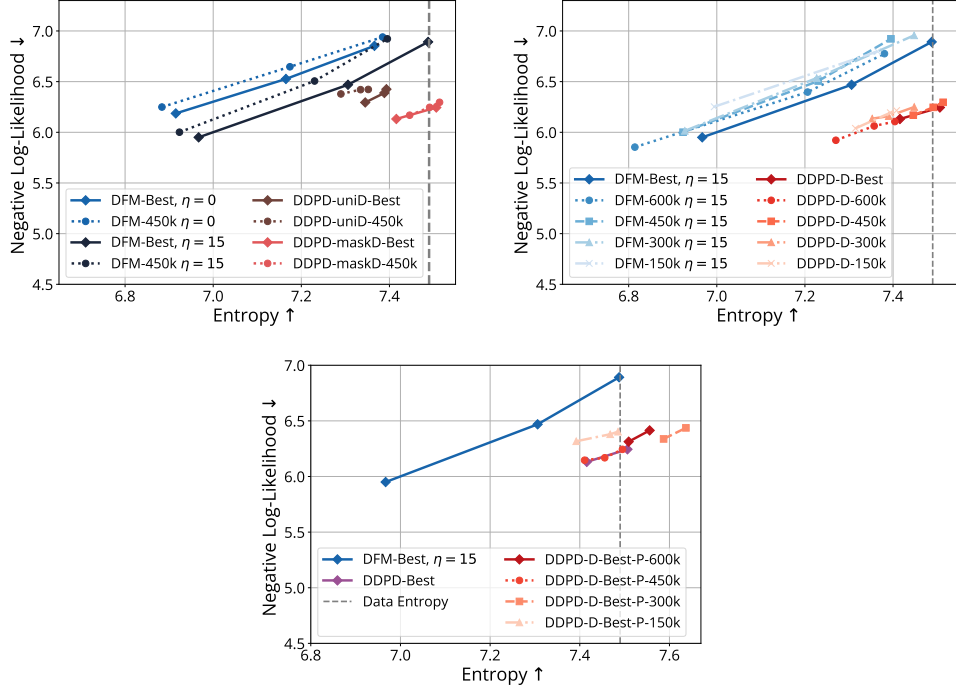 7.0
6.5
6.0
5.5
5.0
4.5
Negative Log-Likelihood ↓
DFM-Best, η = 0
DFM-450k η = 0
DFM-Best, η = 15
DFM-450k η = 15
DDPD-uniD-Best
DDPD-uniD-450k
DDPD-maskD-Best
DDPD-maskD-450k
6.8 7.0 7.2 7.4
Entropy ↑
7.0
6.5
6.0
5.5
5.0
4.5
Negative Log-Likelihood ↓
DFM-Best, η = 15
DFM-600k η = 15
DFM-450k η = 15
DFM-300k η = 15
DFM-150k η = 15
DDPD-D-Best
DDPD-D-600k
DDPD-D-450k
DDPD-D-300k
DDPD-D-150k
6.8 7.0 7.2 7.4
Entropy ↑
7.0
6.5
6.0
5.5
5.0
4.5
Negative Log-Likelihood ↓
DFM-Best, η = 15
DDPD-Best
Data Entropy
DDPD-D-Best-P-600k
DDPD-D-Best-P-450k
DDPD-D-Best-P-300k
DDPD-D-Best-P-150k
6.8 7.0 7.2 7.4 7.6
Entropy ↑